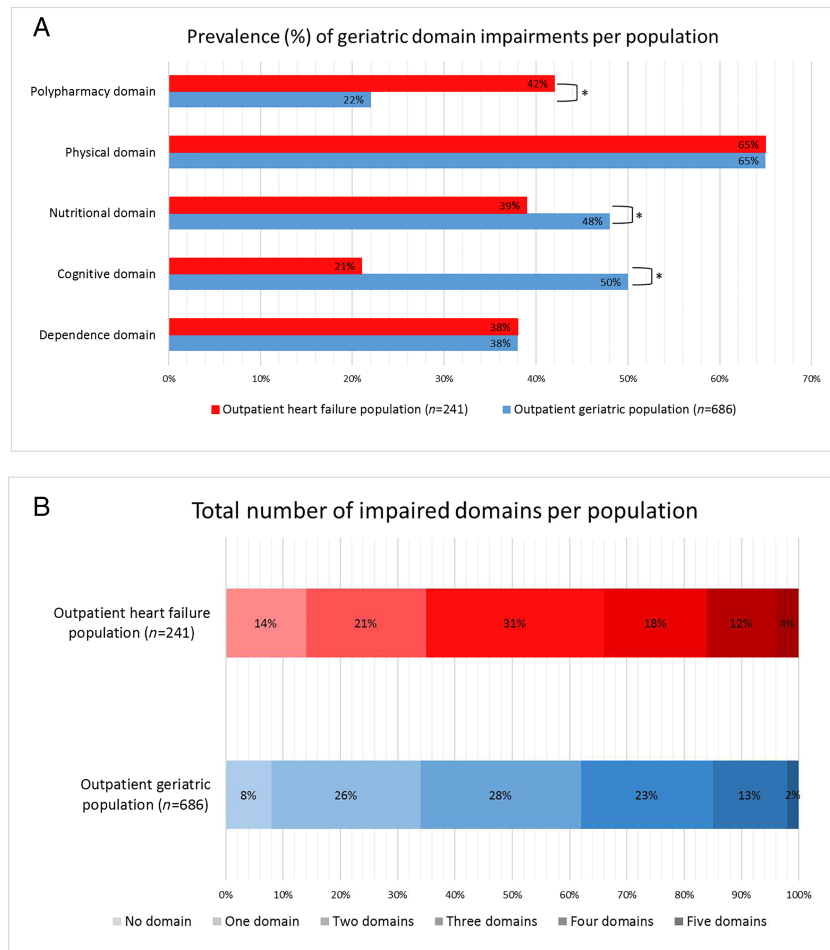 A
Prevalence (%) of geriatric domain impairments per population
Polypharmacy domain
42%
*
22%
Physical domain
65%
65%
Nutritional domain
39%
*
48%
Cognitive domain
21%
*
50%
Dependence domain
38%
38%
0% 10% 20% 30% 40% 50% 60% 70%
Outpatient heart failure population (n=241) Outpatient geriatric population (n=686)
B
Total number of impaired domains per population
Outpatient heart failure
population (n=241)
14% 21% 31% 18% 12% 4%
Outpatient geriatric
population (n=686)
8% 26% 28% 23% 13% 2%
0% 10% 20% 30% 40% 50% 60% 70% 80% 90% 100%
No domain One domain Two domains Three domains Four domains Five domains